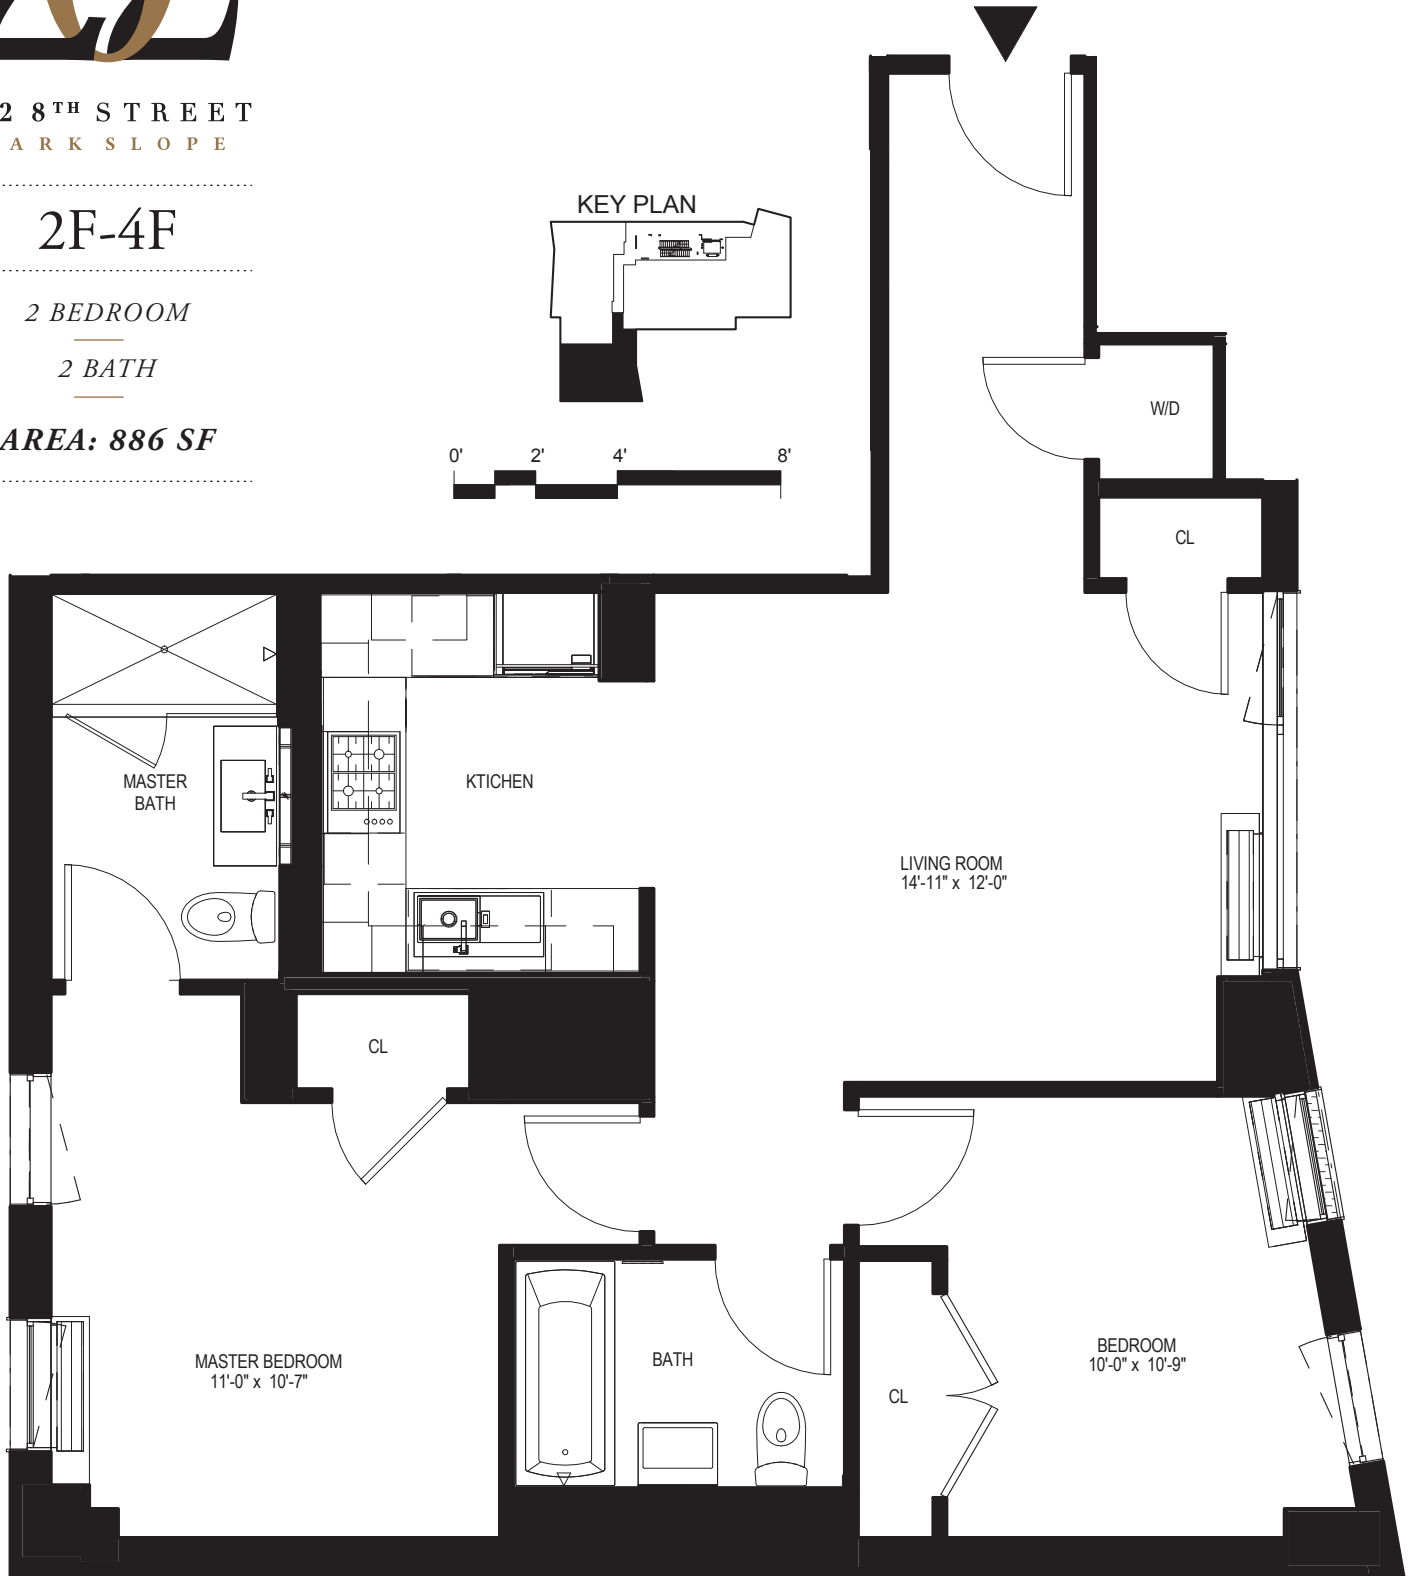 2 8TH STREET
ARK SLOPE
2F-4F
2 BEDROOM
2 BATH
AREA: 886 SF
KEY PLAN
0' 2' 4' 8'
W/D
CL
MASTER
BATH
KTICHEN
LIVING ROOM
14'-11" x 12'-0"
CL
MASTER BEDROOM
11'-0" x 10'-7"
BATH
CL
BEDROOM
10'-0" x 10'-9"